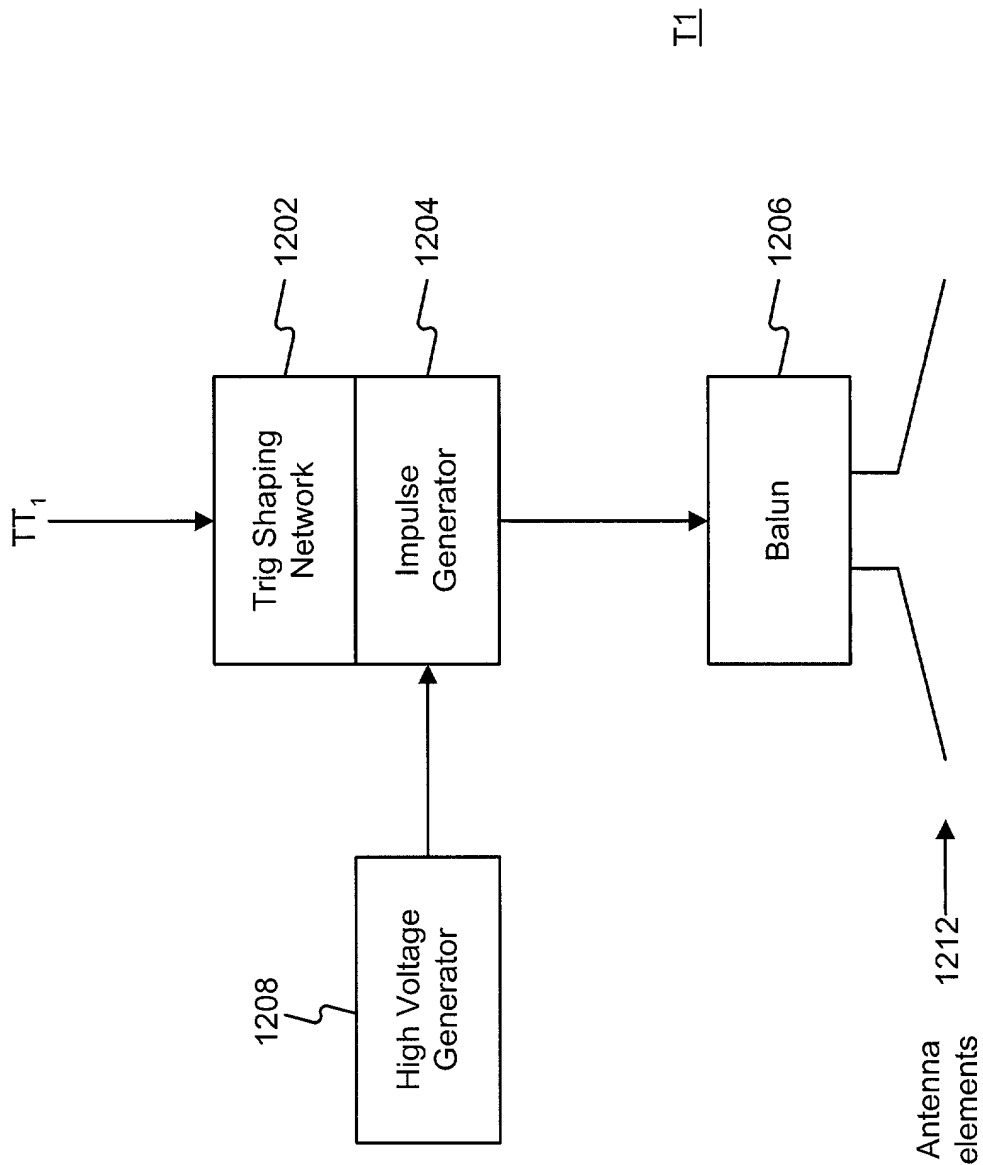 T1
TT1
Trig Shaping
Network
1202
Impulse
Generator
1204
High Voltage
Generator
1208
Balun
1206
Antenna
elements
1212